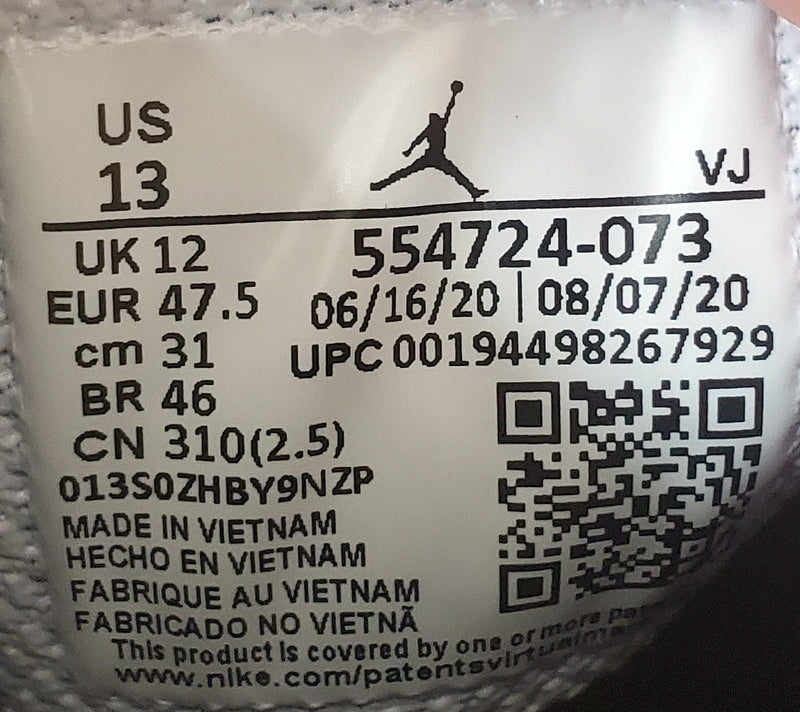 US
13
VJ
UK 12
554724-073
EUR 47.5
06/16/20 | 08/07/20
cm 31
UPC 00194498267929
BR 46
CN 310(2.5)
013S0ZHBY9NZP
MADE IN VIETNAM
HECHO EN VIETNAM
FABRIQUE AU VIETNAM
FABRICADO NO VIETNÃ
This product is covered by one or more
www.nike.com/patentsvirtualma